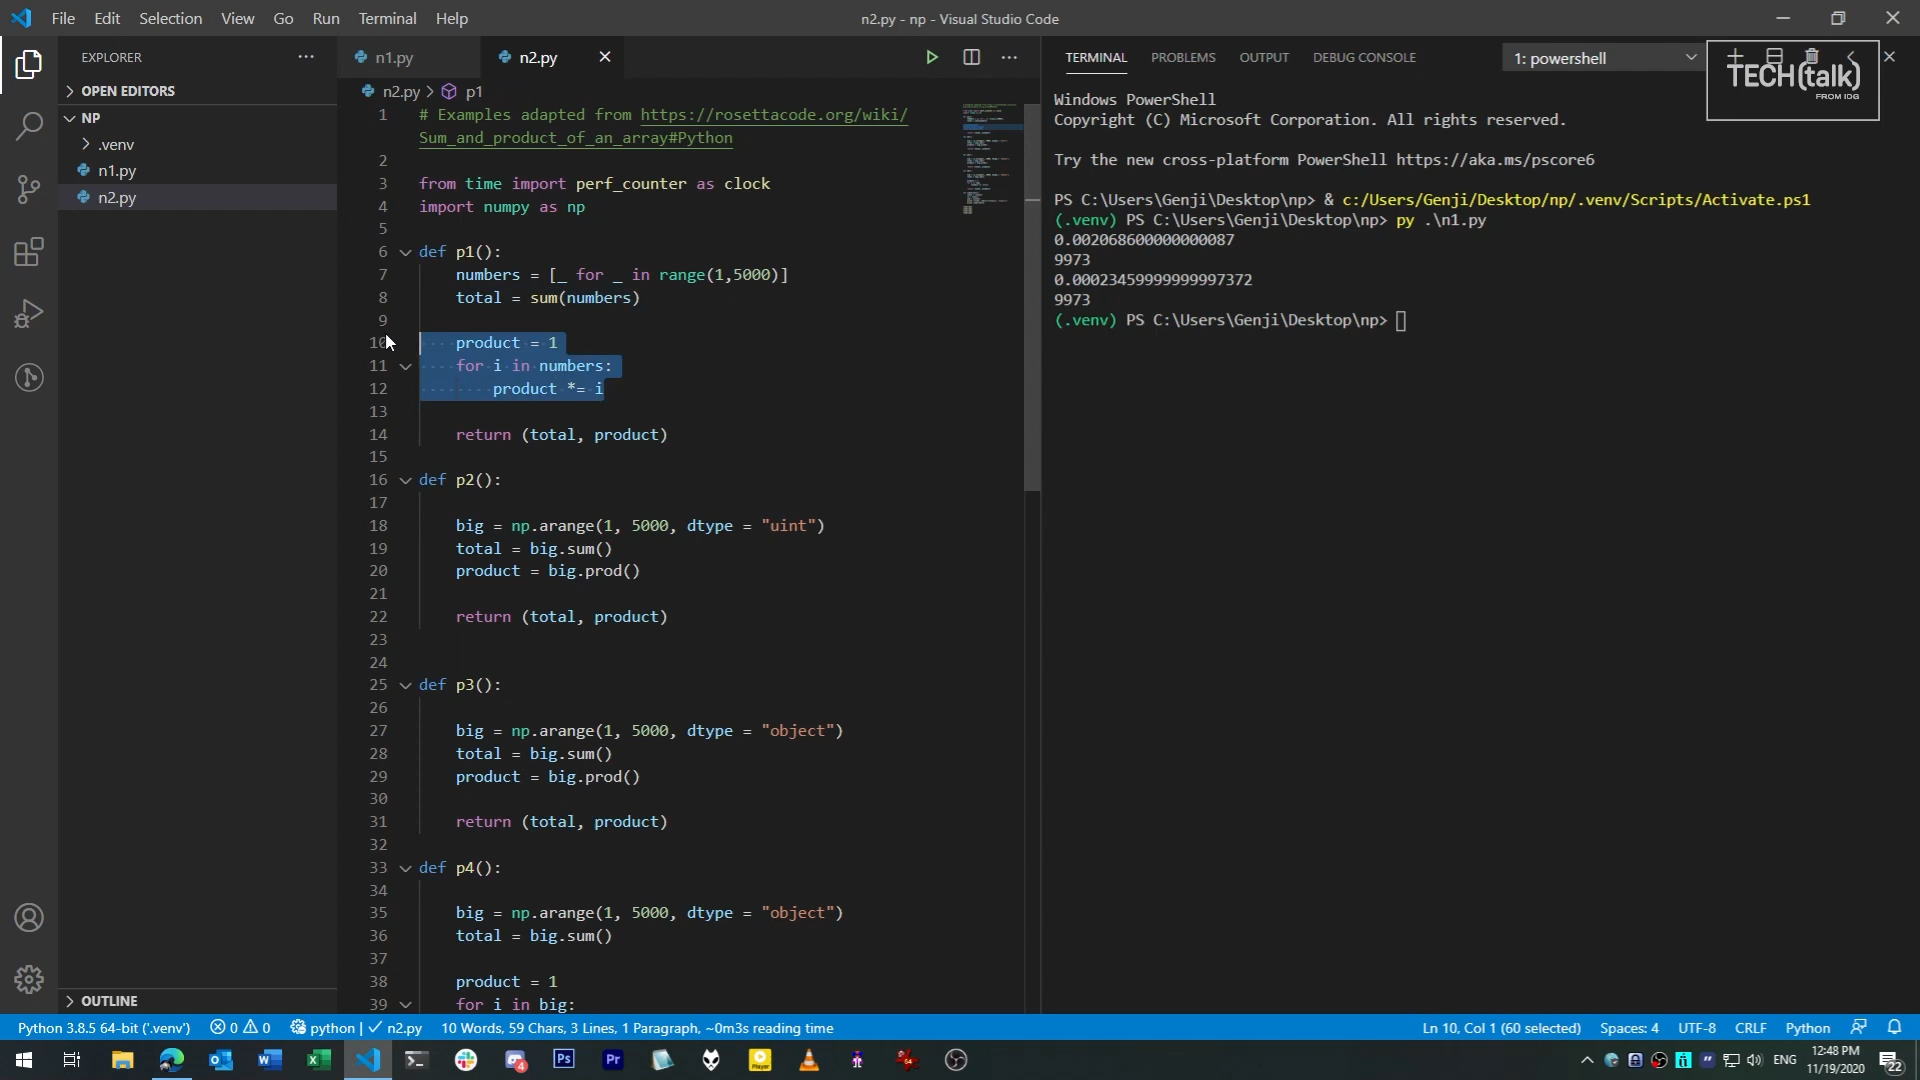 File Edit Selection View Go Run Terminal Help
n2.py - np - Visual Studio Code
EXPLORER
OPEN EDITORS
NP
.venv
n1.py
n2.py
OUTLINE
n1.py
n2.py
n2.py > p1
1 # Examples adapted from https://rosettacode.org/wiki/
Sum_and_product_of_an_array#Python
2
3 from time import perf_counter as clock
4 import numpy as np
5
6 def p1():
7 numbers = [_ for _ in range(1,5000)]
8 total = sum(numbers)
9
10 product = 1
11 for i in numbers:
12 product *= i
13
14 return (total, product)
15
16 def p2():
17
18 big = np.arange(1, 5000, dtype = "uint")
19 total = big.sum()
20 product = big.prod()
21
22 return (total, product)
23
24
25 def p3():
26
27 big = np.arange(1, 5000, dtype = "object")
28 total = big.sum()
29 product = big.prod()
30
31 return (total, product)
32
33 def p4():
34
35 big = np.arange(1, 5000, dtype = "object")
36 total = big.sum()
37
38 product = 1
39 for i in big:
TERMINAL PROBLEMS OUTPUT DEBUG CONSOLE
1: powershell
TECH(talk)
FROM IDG
Windows PowerShell
Copyright (C) Microsoft Corporation. All rights reserved.
Try the new cross-platform PowerShell https://aka.ms/pscore6
PS C:\Users\Genji\Desktop\np> & c:/Users/Genji/Desktop/np/.venv/Scripts/Activate.ps1
(.venv) PS C:\Users\Genji\Desktop\np> py .\n1.py
0.002068600000000087
9973
0.00023459999999997372
9973
(.venv) PS C:\Users\Genji\Desktop\np>
Python 3.8.5 64-bit ('.venv') 0 0 python | ✓ n2.py 10 Words, 59 Chars, 3 Lines, 1 Paragraph, ~0m3s reading time
Ln 10, Col 1 (60 selected) Spaces: 4 UTF-8 CRLF Python
4
Ps
Pr
Player
ENG
12:48 PM
11/19/2020
22